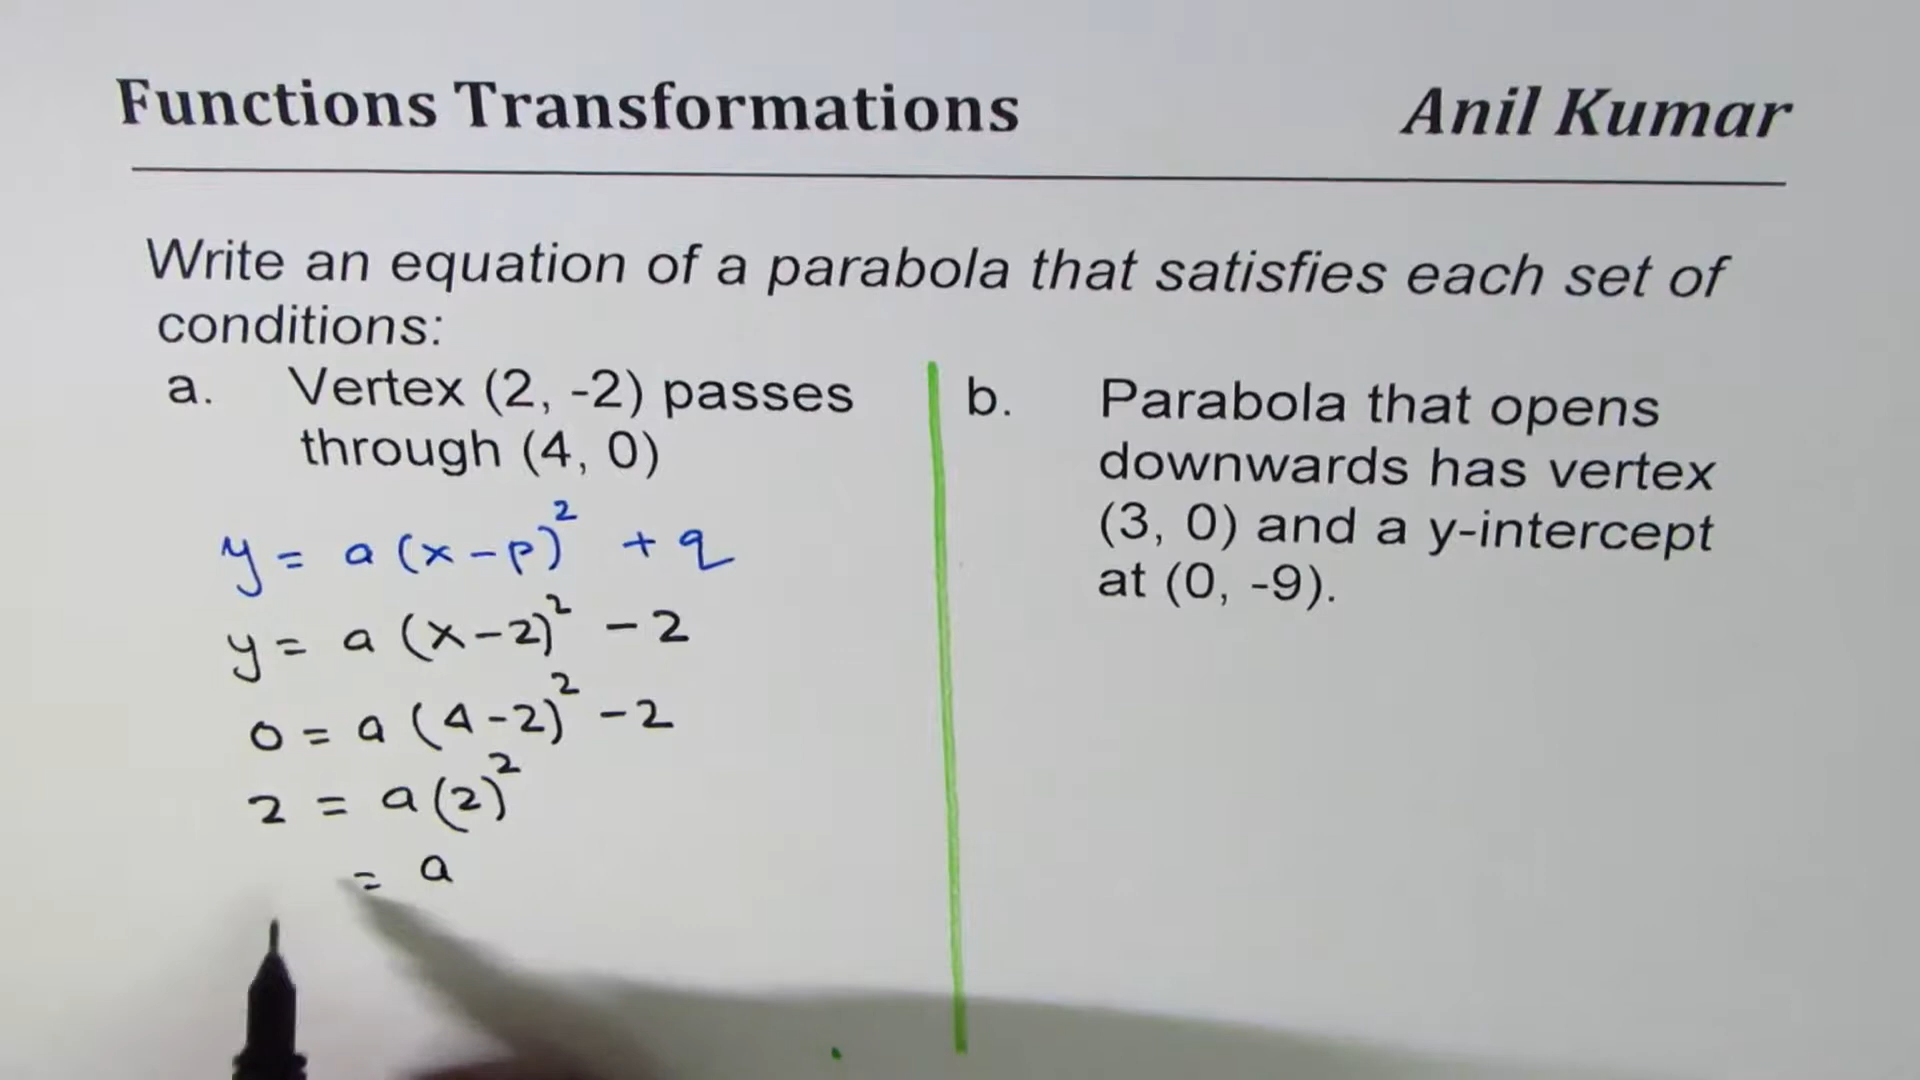 Functions Transformations Anil Kumar
Write an equation of a parabola that satisfies each set of
conditions:
a. Vertex (2, -2) passes
through (4, 0)
y = a (x - p)² + q
y = a (x - 2)² - 2
0 = a (4 - 2)² - 2
2 = a (2)²
= a
b. Parabola that opens
downwards has vertex
(3, 0) and a y-intercept
at (0, -9).